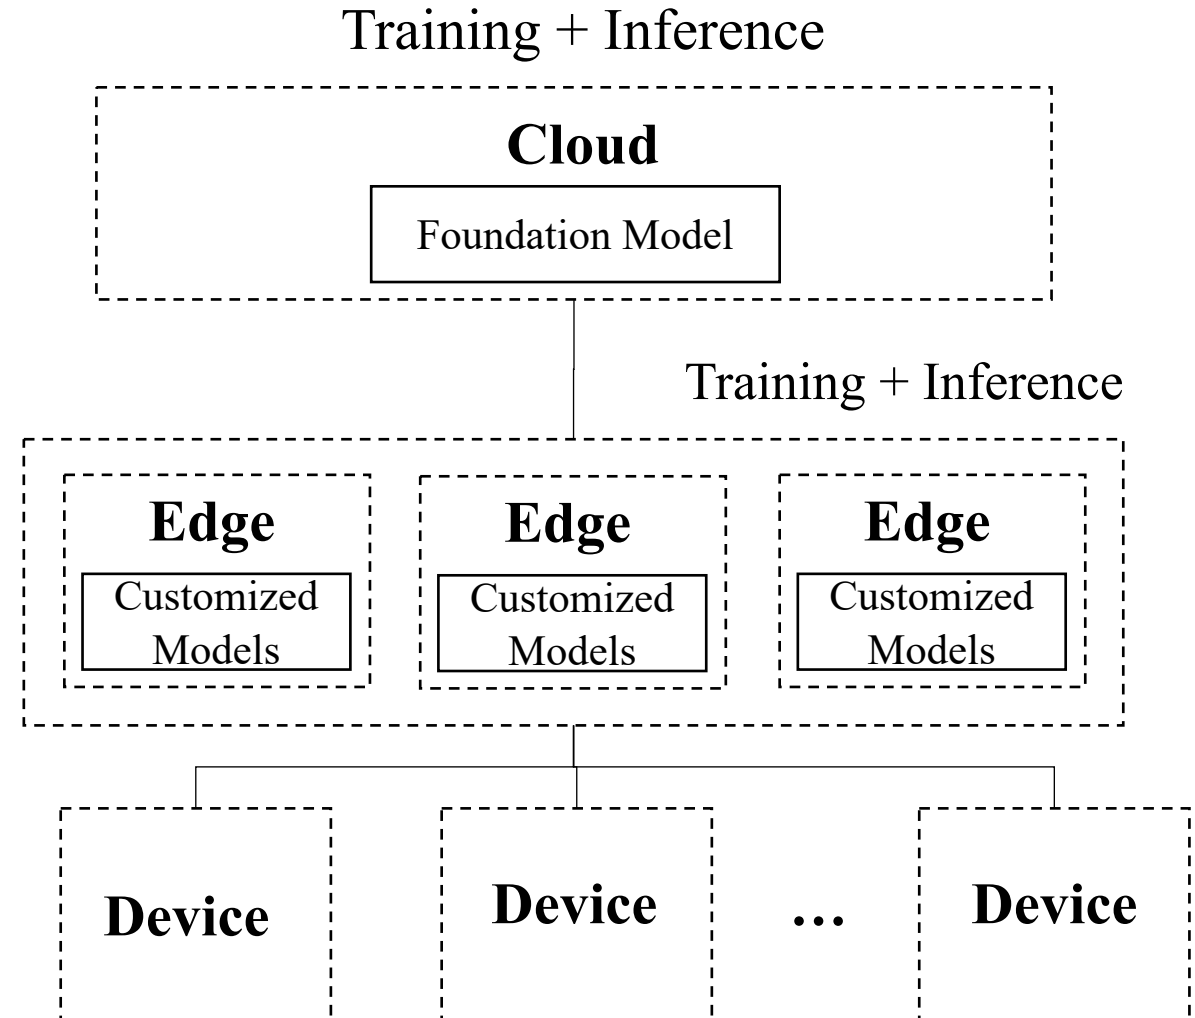 Training + Inference
Cloud
Foundation Model
Training + Inference
Edge
Customized
Models
Edge
Customized
Models
Edge
Customized
Models
Device
Device
...
Device